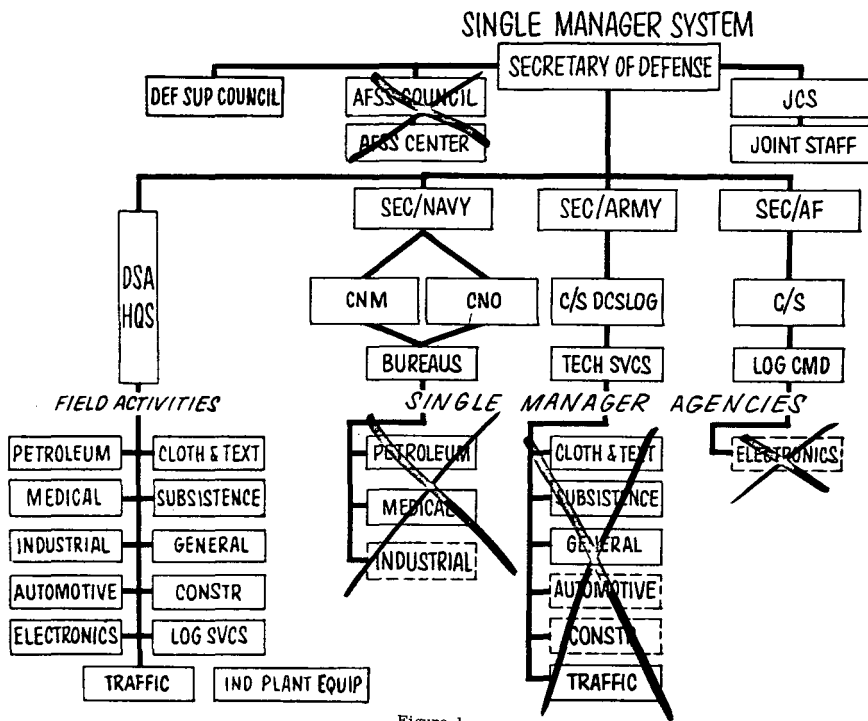 SINGLE MANAGER SYSTEM
SECRETARY OF DEFENSE
DEF SUP COUNCIL
AFSS COUNCIL
AFSS CENTER
JCS
JOINT STAFF
DSA
HQS
SEC/NAVY
SEC/ARMY
SEC/AF
CNM
CNO
C/S DCSLOG
C/S
BUREAUS
TECH SVCS
LOG CMD
FIELD ACTIVITIES
SINGLE MANAGER AGENCIES
PETROLEUM
CLOTH & TEXT
MEDICAL
SUBSISTENCE
INDUSTRIAL
GENERAL
AUTOMOTIVE
CONSTR
ELECTRONICS
LOG SVCS
TRAFFIC
IND PLANT EQUIP
PETROLEUM
MEDICAL
INDUSTRIAL
CLOTH & TEXT
SUBSISTENCE
GENERAL
AUTOMOTIVE
CONSTR
TRAFFIC
ELECTRONICS
Figure 1